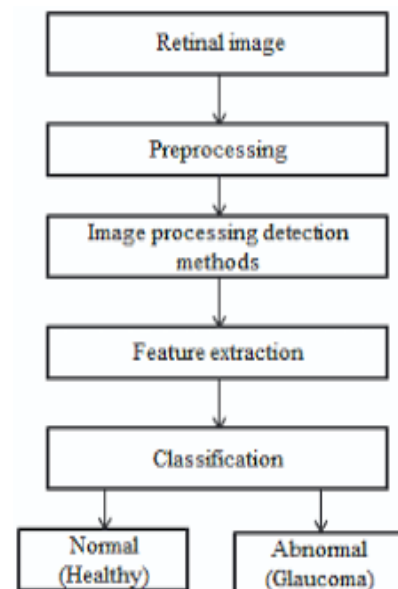 Retinal image
Preprocessing
Image processing detection
methods
Feature extraction
Classification
Normal
(Healthy)
Abnormal
(Glaucoma)